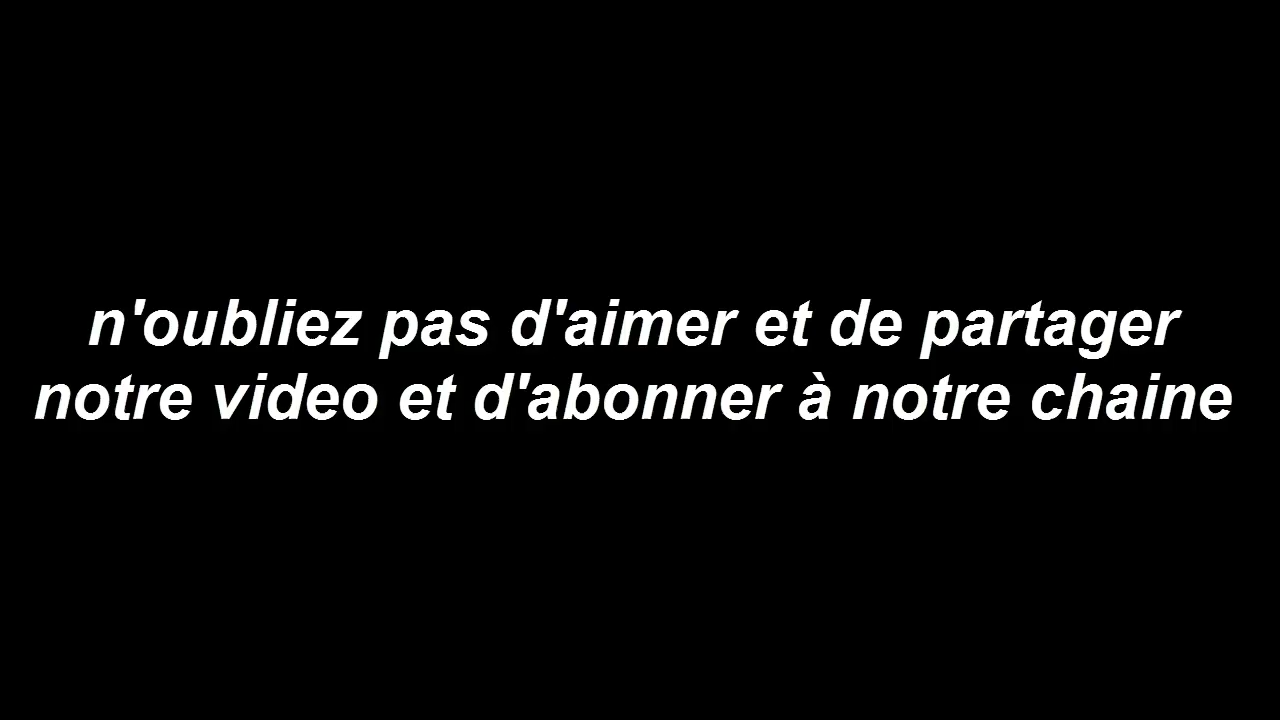 n'oubliez pas d'aimer et de partager
notre video et d'abonner à notre chaine